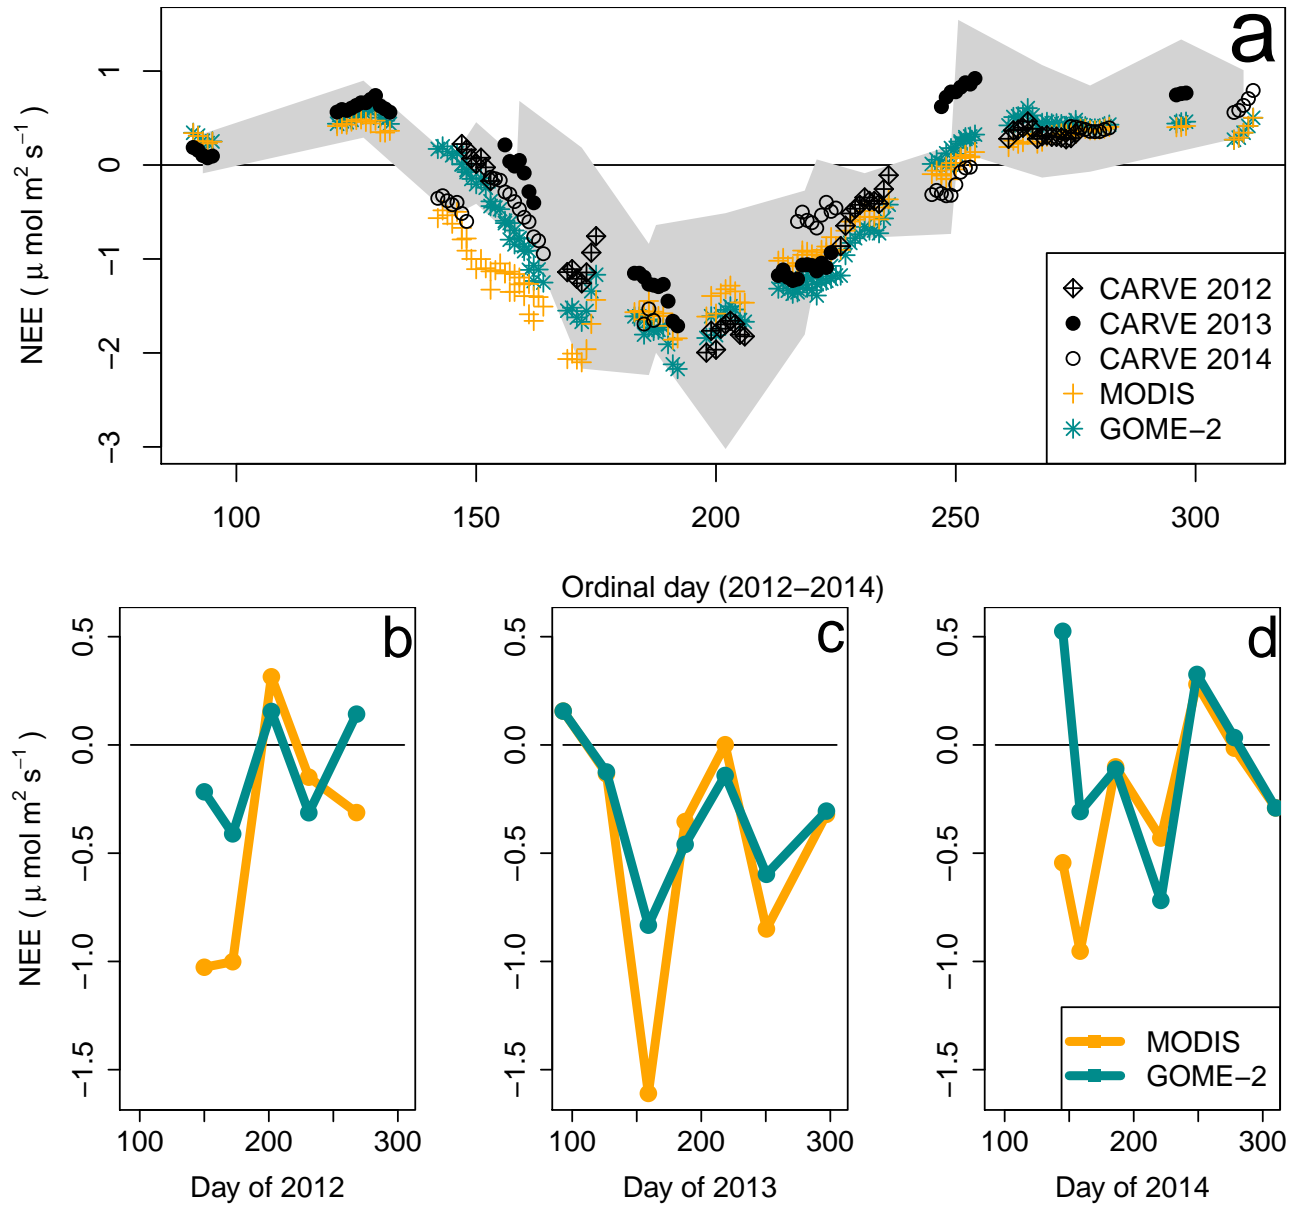 a
1
0
−1
−2
−3
NEE ( μ mol m² s⁻¹ )
CARVE 2012
CARVE 2013
CARVE 2014
MODIS
GOME−2
100 150 200 250 300
Ordinal day (2012−2014)
b
c
d
0.5 0.5 0.5
0.0 0.0 0.0
−0.5 −0.5 −0.5
−1.0 −1.0 −1.0
−1.5 −1.5 −1.5
NEE ( μ mol m² s⁻¹ )
MODIS
GOME−2
100 200 300 100 200 300 100 200 300
Day of 2012 Day of 2013 Day of 2014